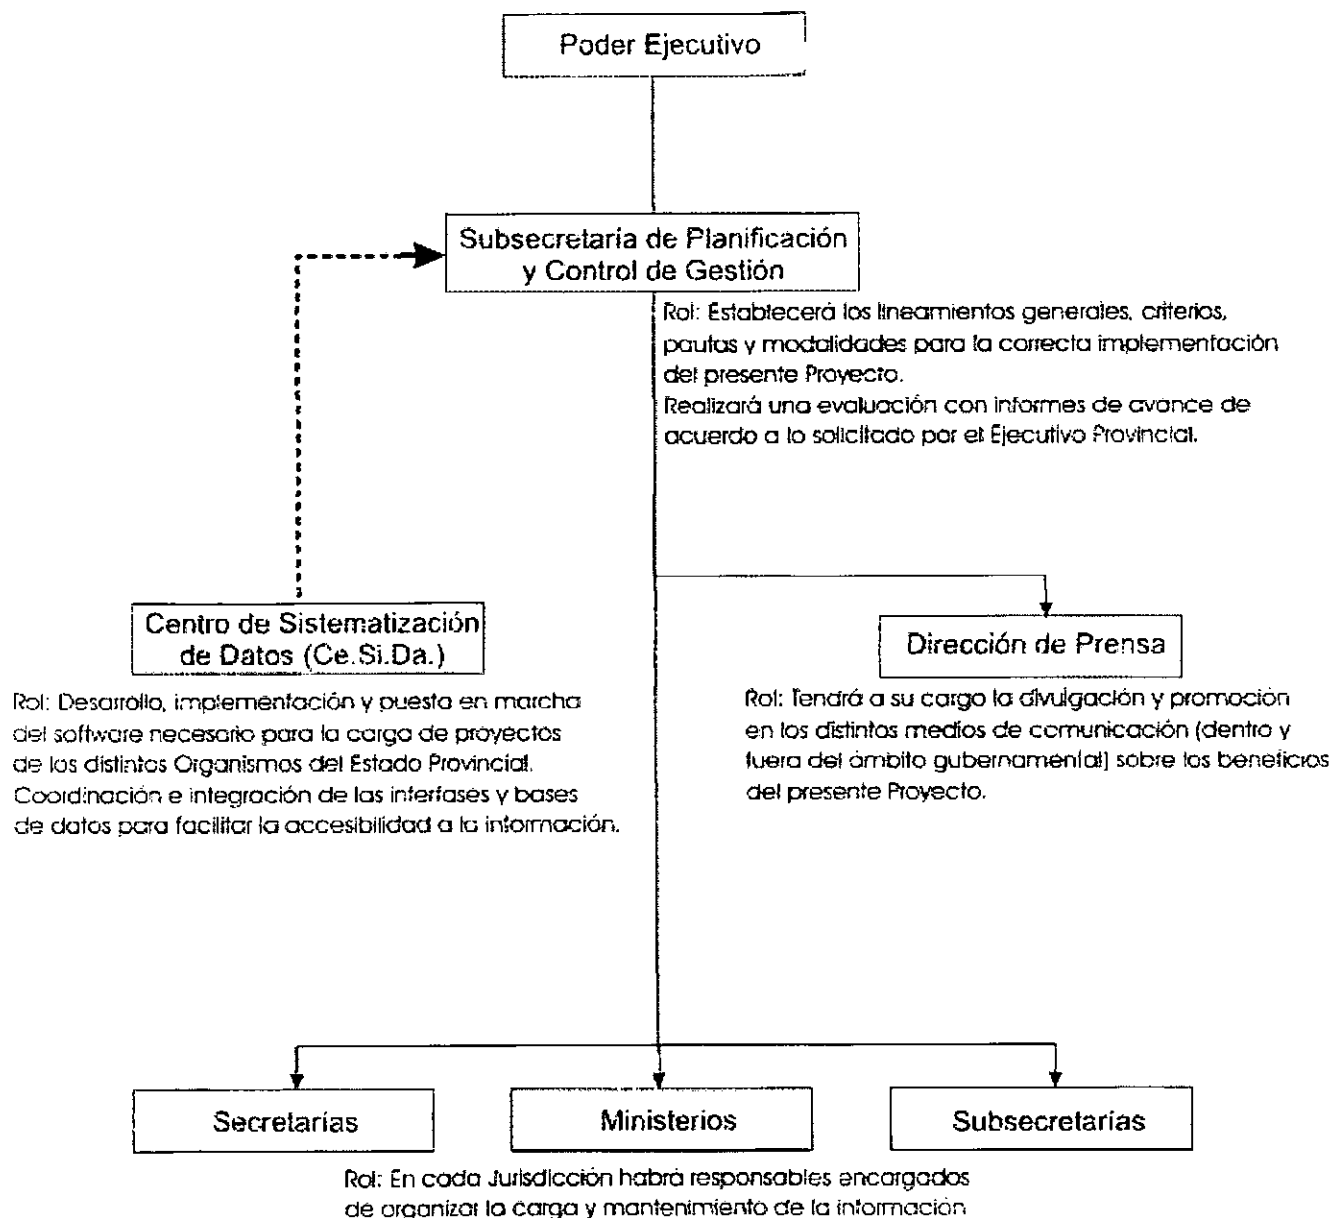 Poder Ejecutivo
Subsecretaría de Planificación
y Control de Gestión
Rol: Establecerá los lineamientos generales, criterios,
pautas y modalidades para la correcta implementación
del presente Proyecto.
Realizará una evaluación con informes de avance de
acuerdo a lo solicitado por el Ejecutivo Provincial.
Centro de Sistematización
de Datos (Ce.Si.Da.)
Rol: Desarrollo, implementación y puesta en marcha
del software necesario para la carga de proyectos
de los distintos Organismos del Estado Provincial.
Coordinación e integración de las interfases y bases
de datos para facilitar la accesibilidad a la información.
Dirección de Prensa
Rol: Tendrá a su cargo la divulgación y promoción
en los distintos medios de comunicación (dentro y
fuera del ámbito gubernamental) sobre los beneficios
del presente Proyecto.
Secretarías
Ministerios
Subsecretarías
Rol: En cada Jurisdicción habrá responsables encargados
de organizar la carga y mantenimiento de la información